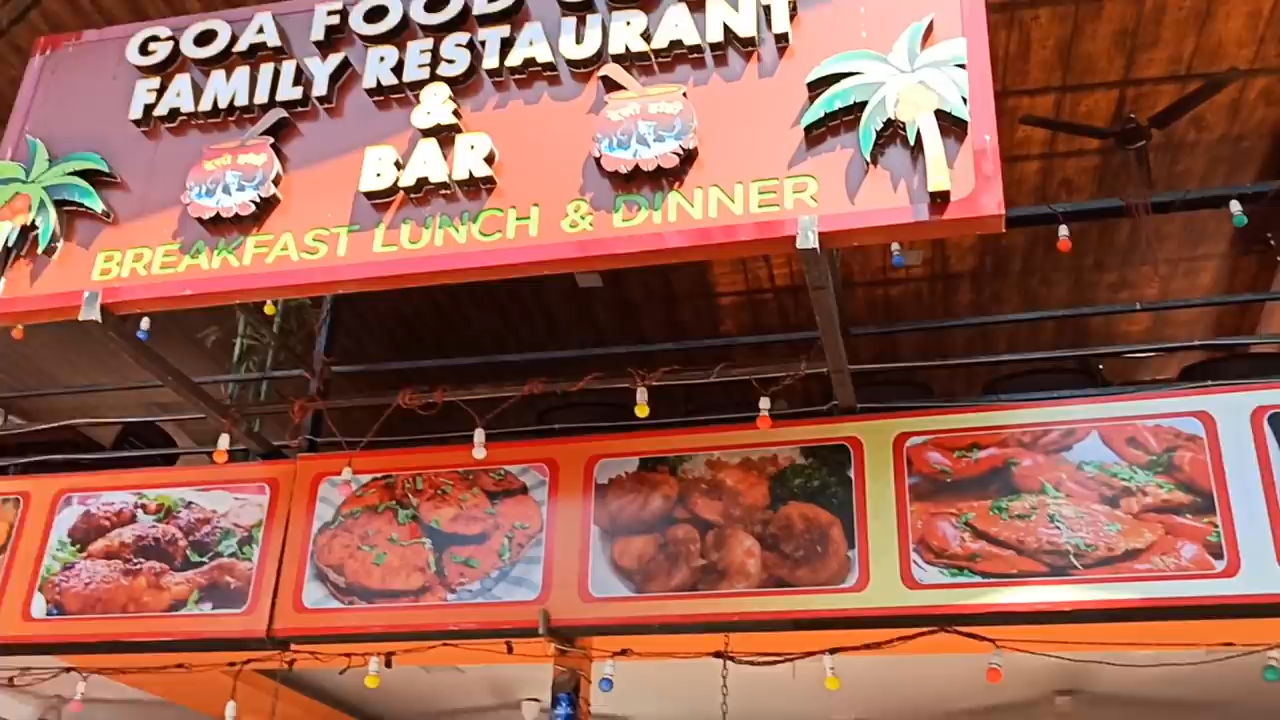 GOA FOOD
FAMILY RESTAURANT
&
BAR
BREAKFAST LUNCH & DINNER